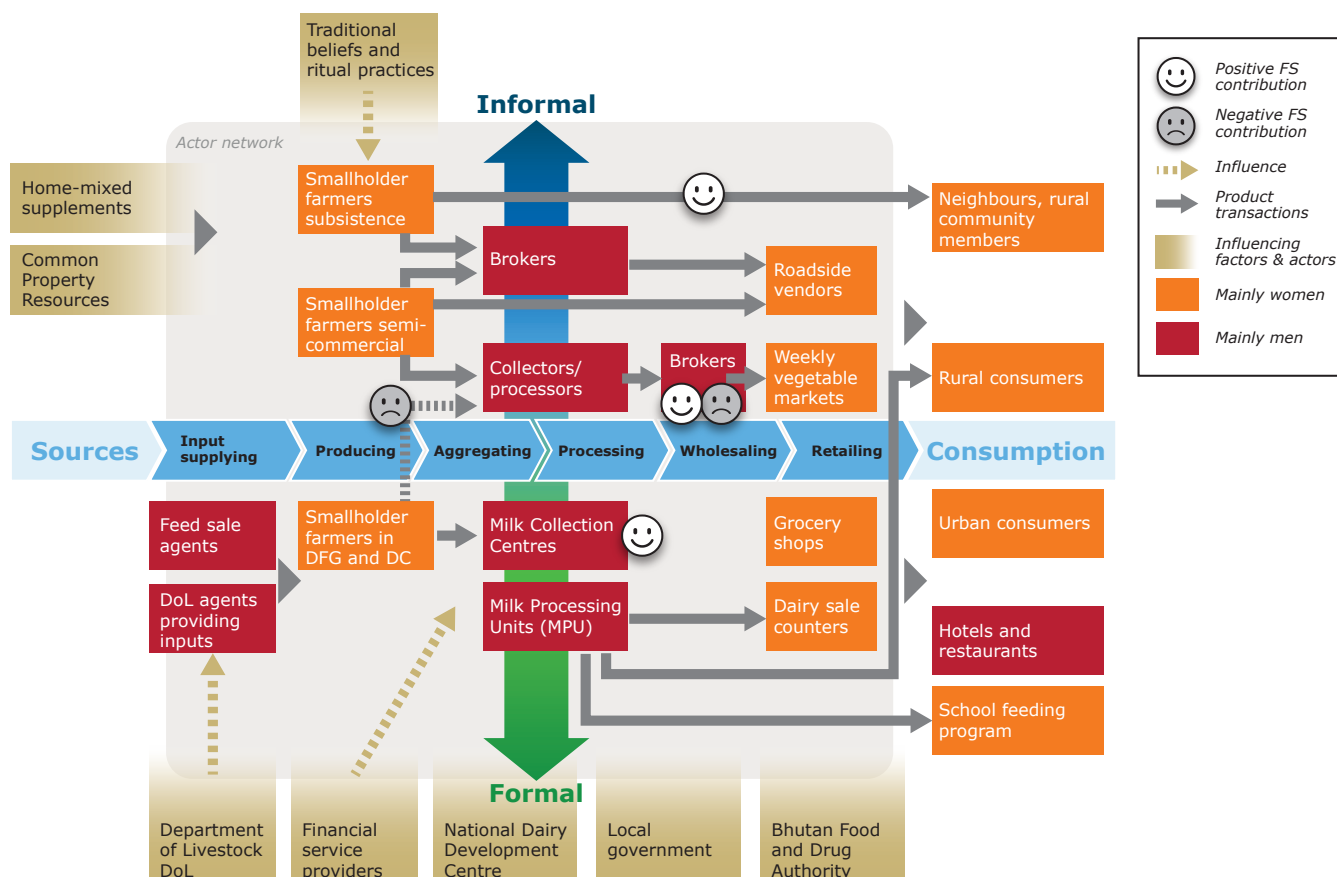 Traditional
beliefs and
ritual practices
Informal
Actor network
Home-mixed
supplements
Common
Property
Resources
Smallholder
farmers
subsistence
Brokers
Smallholder
farmers semi-
commercial
Collectors/
processors
Brokers
Roadside
vendors
Weekly
vegetable
markets
Neighbours, rural
community
members
Rural consumers
Sources
Input
supplying
Producing
Aggregating
Processing
Wholesaling
Retailing
Consumption
Feed sale
agents
DoL agents
providing
inputs
Smallholder
farmers in
DFG and DC
Milk Collection
Centres
Milk Processing
Units (MPU)
Grocery
shops
Dairy sale
counters
Urban consumers
Hotels and
restaurants
School feeding
program
Formal
Department
of Livestock
DoL
Financial
service
providers
National Dairy
Development
Centre
Local
government
Bhutan Food
and Drug
Authority
Positive FS
contribution
Negative FS
contribution
Influence
Product
transactions
Influencing
factors & actors
Mainly women
Mainly men